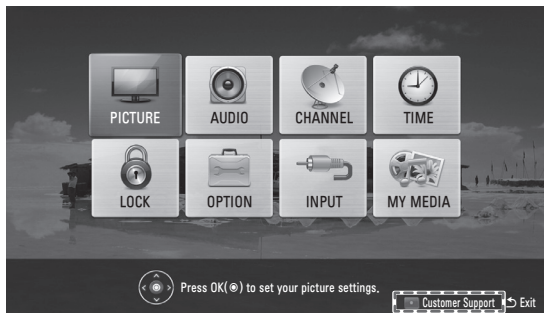 PICTURE AUDIO CHANNEL TIME
LOCK OPTION INPUT MY MEDIA
Press OK(◉) to set your picture settings.
Customer Support Exit